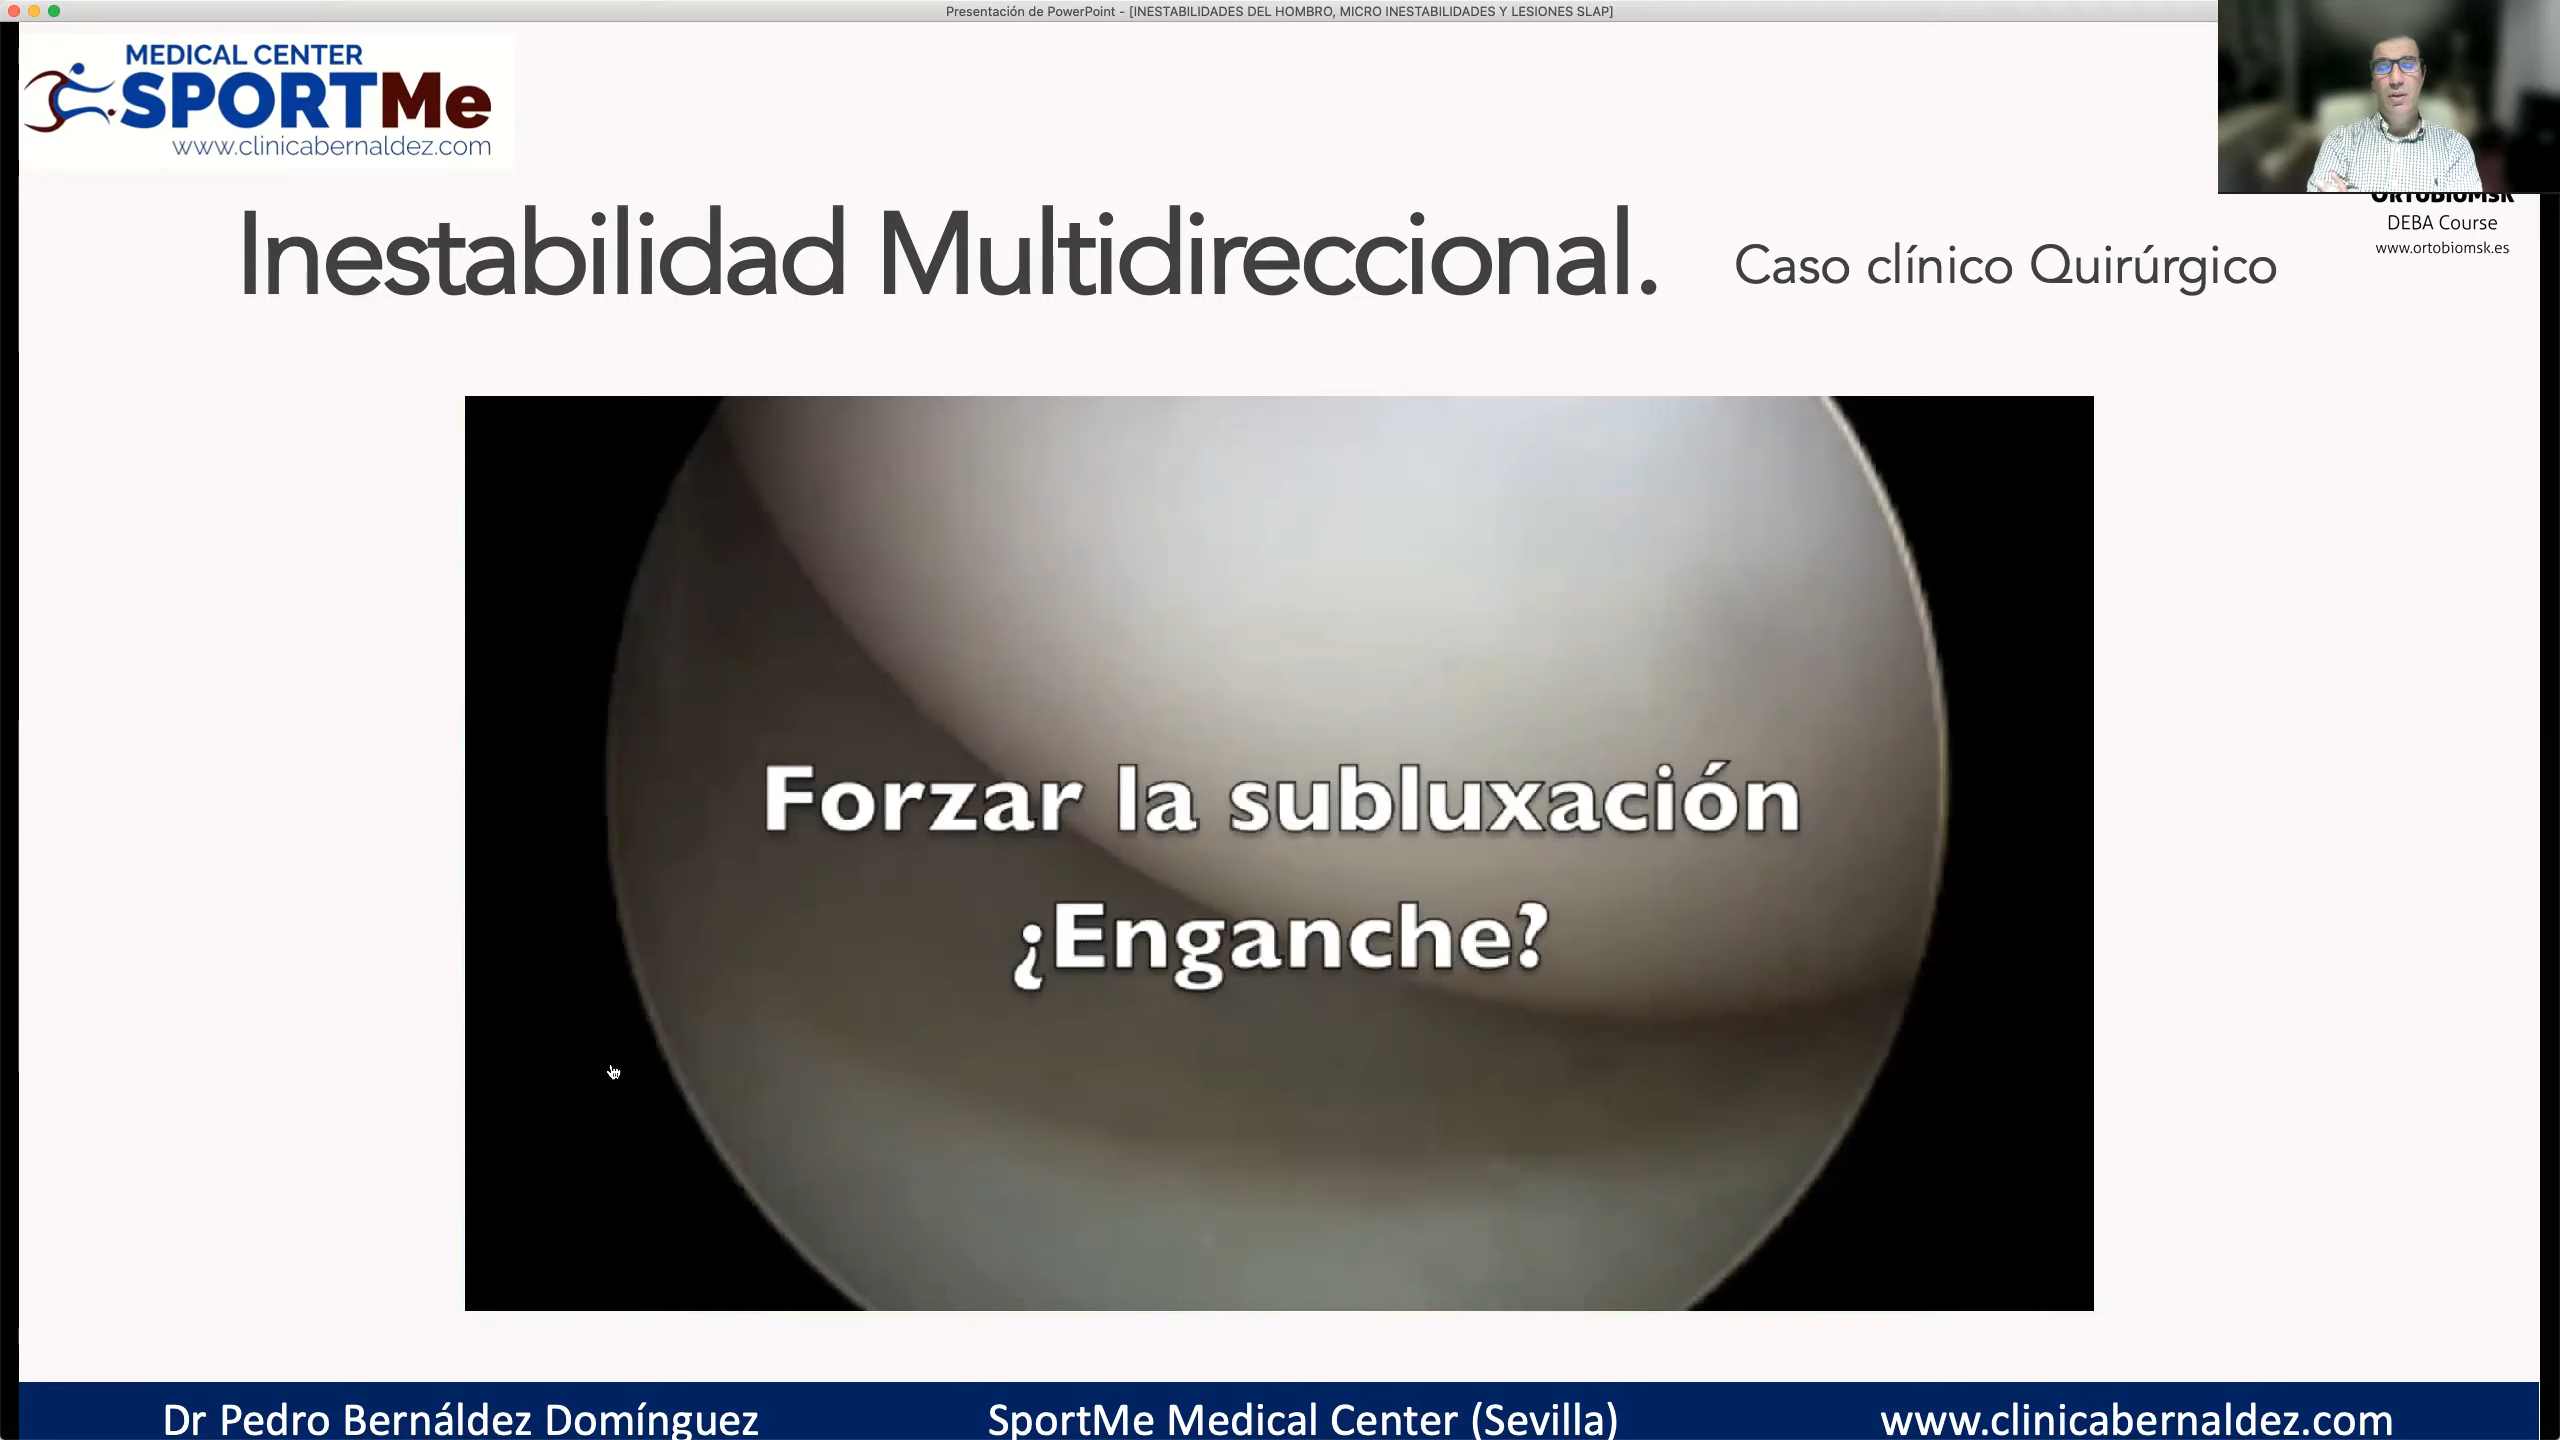 Presentación de PowerPoint - [INESTABILIDADES DEL HOMBRO, MICRO INESTABILIDADES Y LESIONES SLAP]
MEDICAL CENTER
SPORTMe
www.clinicabernaldez.com
ORTOBIOMSK
DEBA Course
www.ortobiomsk.es
Inestabilidad Multidireccional. Caso clínico Quirúrgico
Forzar la subluxación
¿Enganche?
Dr Pedro Bernáldez Domínguez SportMe Medical Center (Sevilla) www.clinicabernaldez.com